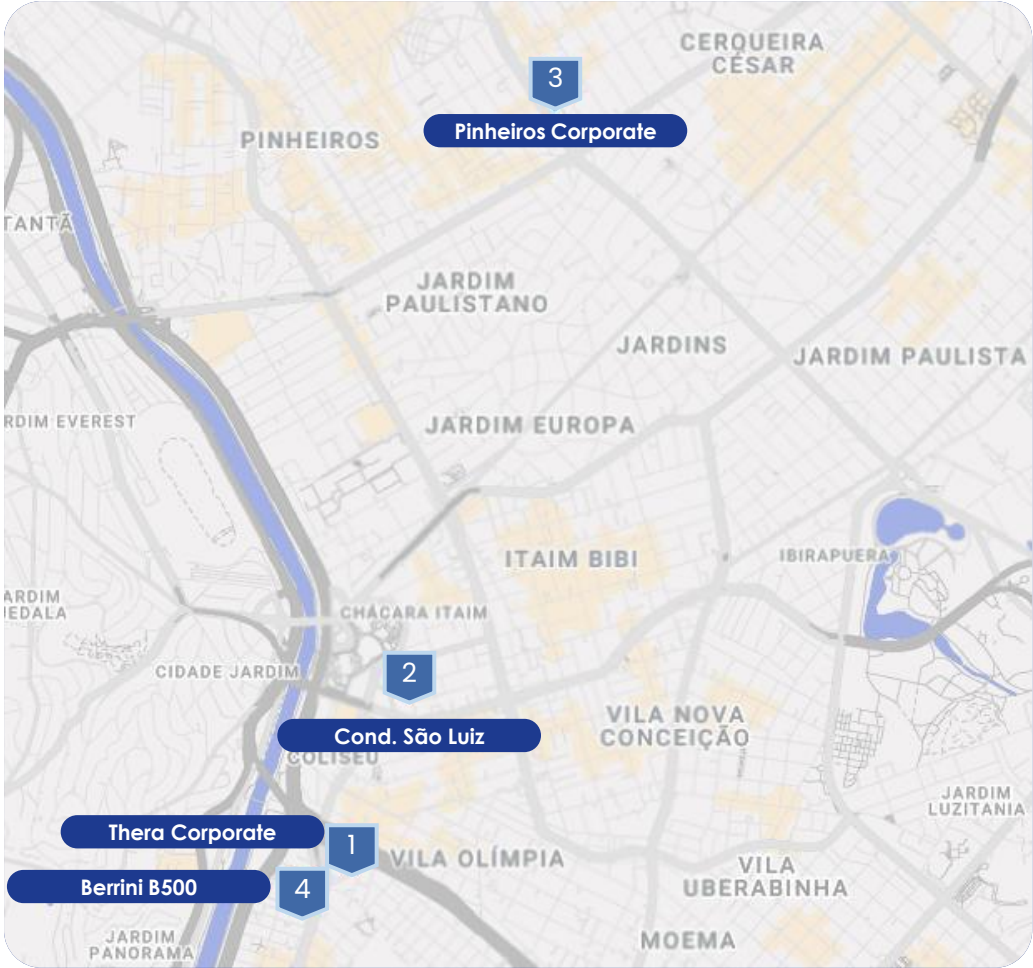 CERQUEIRA
CÉSAR
3
Pinheiros Corporate
PINHEIROS
TANTÃ
JARDIM
PAULISTANO
JARDINS
JARDIM PAULISTA
RDIM EVEREST
JARDIM EUROPA
ITAIM BIBI
IBIRAPUERA
ARDIM
UEDALA
CHÁCARA ITAIM
CIDADE JARDIM
2
Cond. São Luiz
VILA NOVA
CONCEIÇÃO
COLISEU
JARDIM
LUZITANIA
Thera Corporate
1
VILA OLÍMPIA
VILA
UBERABINHA
Berrini B500
4
JARDIM
PANORAMA
MOEMA